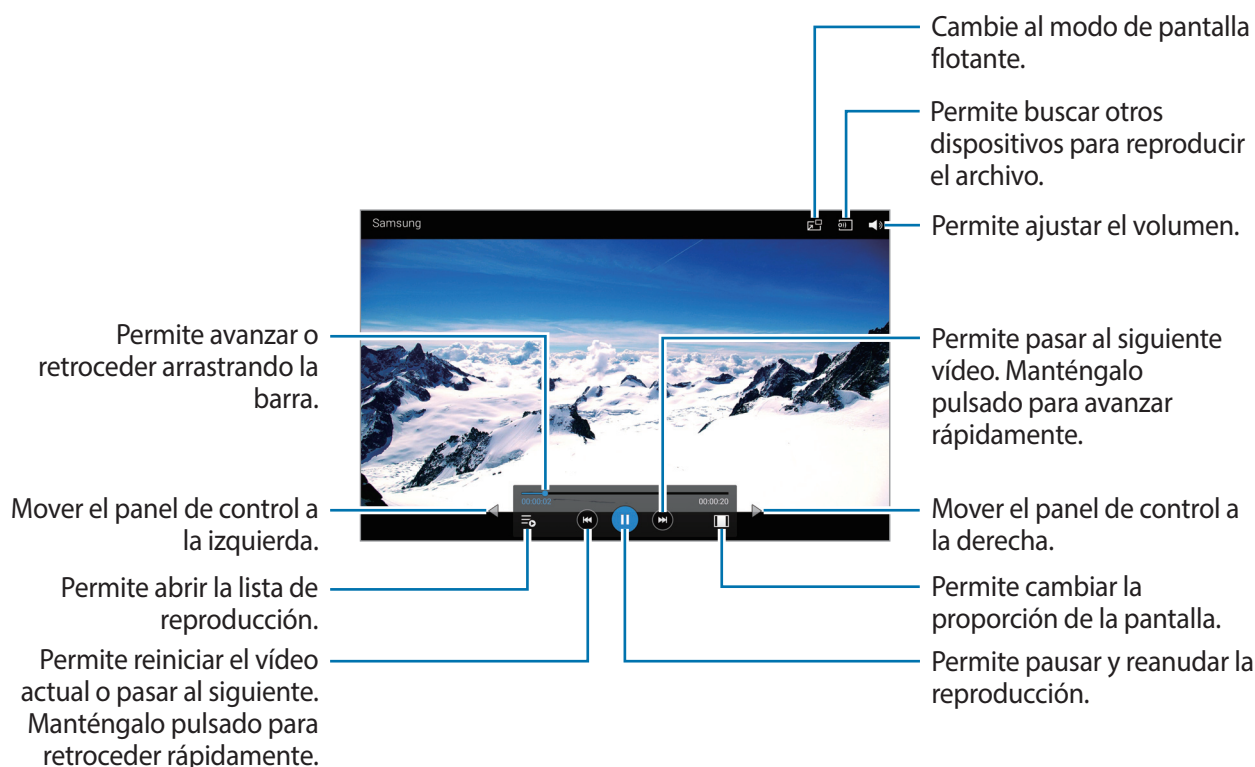 Cambie al modo de pantalla
flotante.
Permite buscar otros
dispositivos para reproducir
el archivo.
Samsung
Permite ajustar el volumen.
Permite avanzar o
retroceder arrastrando la
barra.
Permite pasar al siguiente
vídeo. Manténgalo
pulsado para avanzar
rápidamente.
00:00:02
00:00:20
Mover el panel de control a
la izquierda.
Mover el panel de control a
la derecha.
Permite abrir la lista de
reproducción.
Permite cambiar la
proporción de la pantalla.
Permite reiniciar el vídeo
actual o pasar al siguiente.
Manténgalo pulsado para
retroceder rápidamente.
Permite pausar y reanudar la
reproducción.